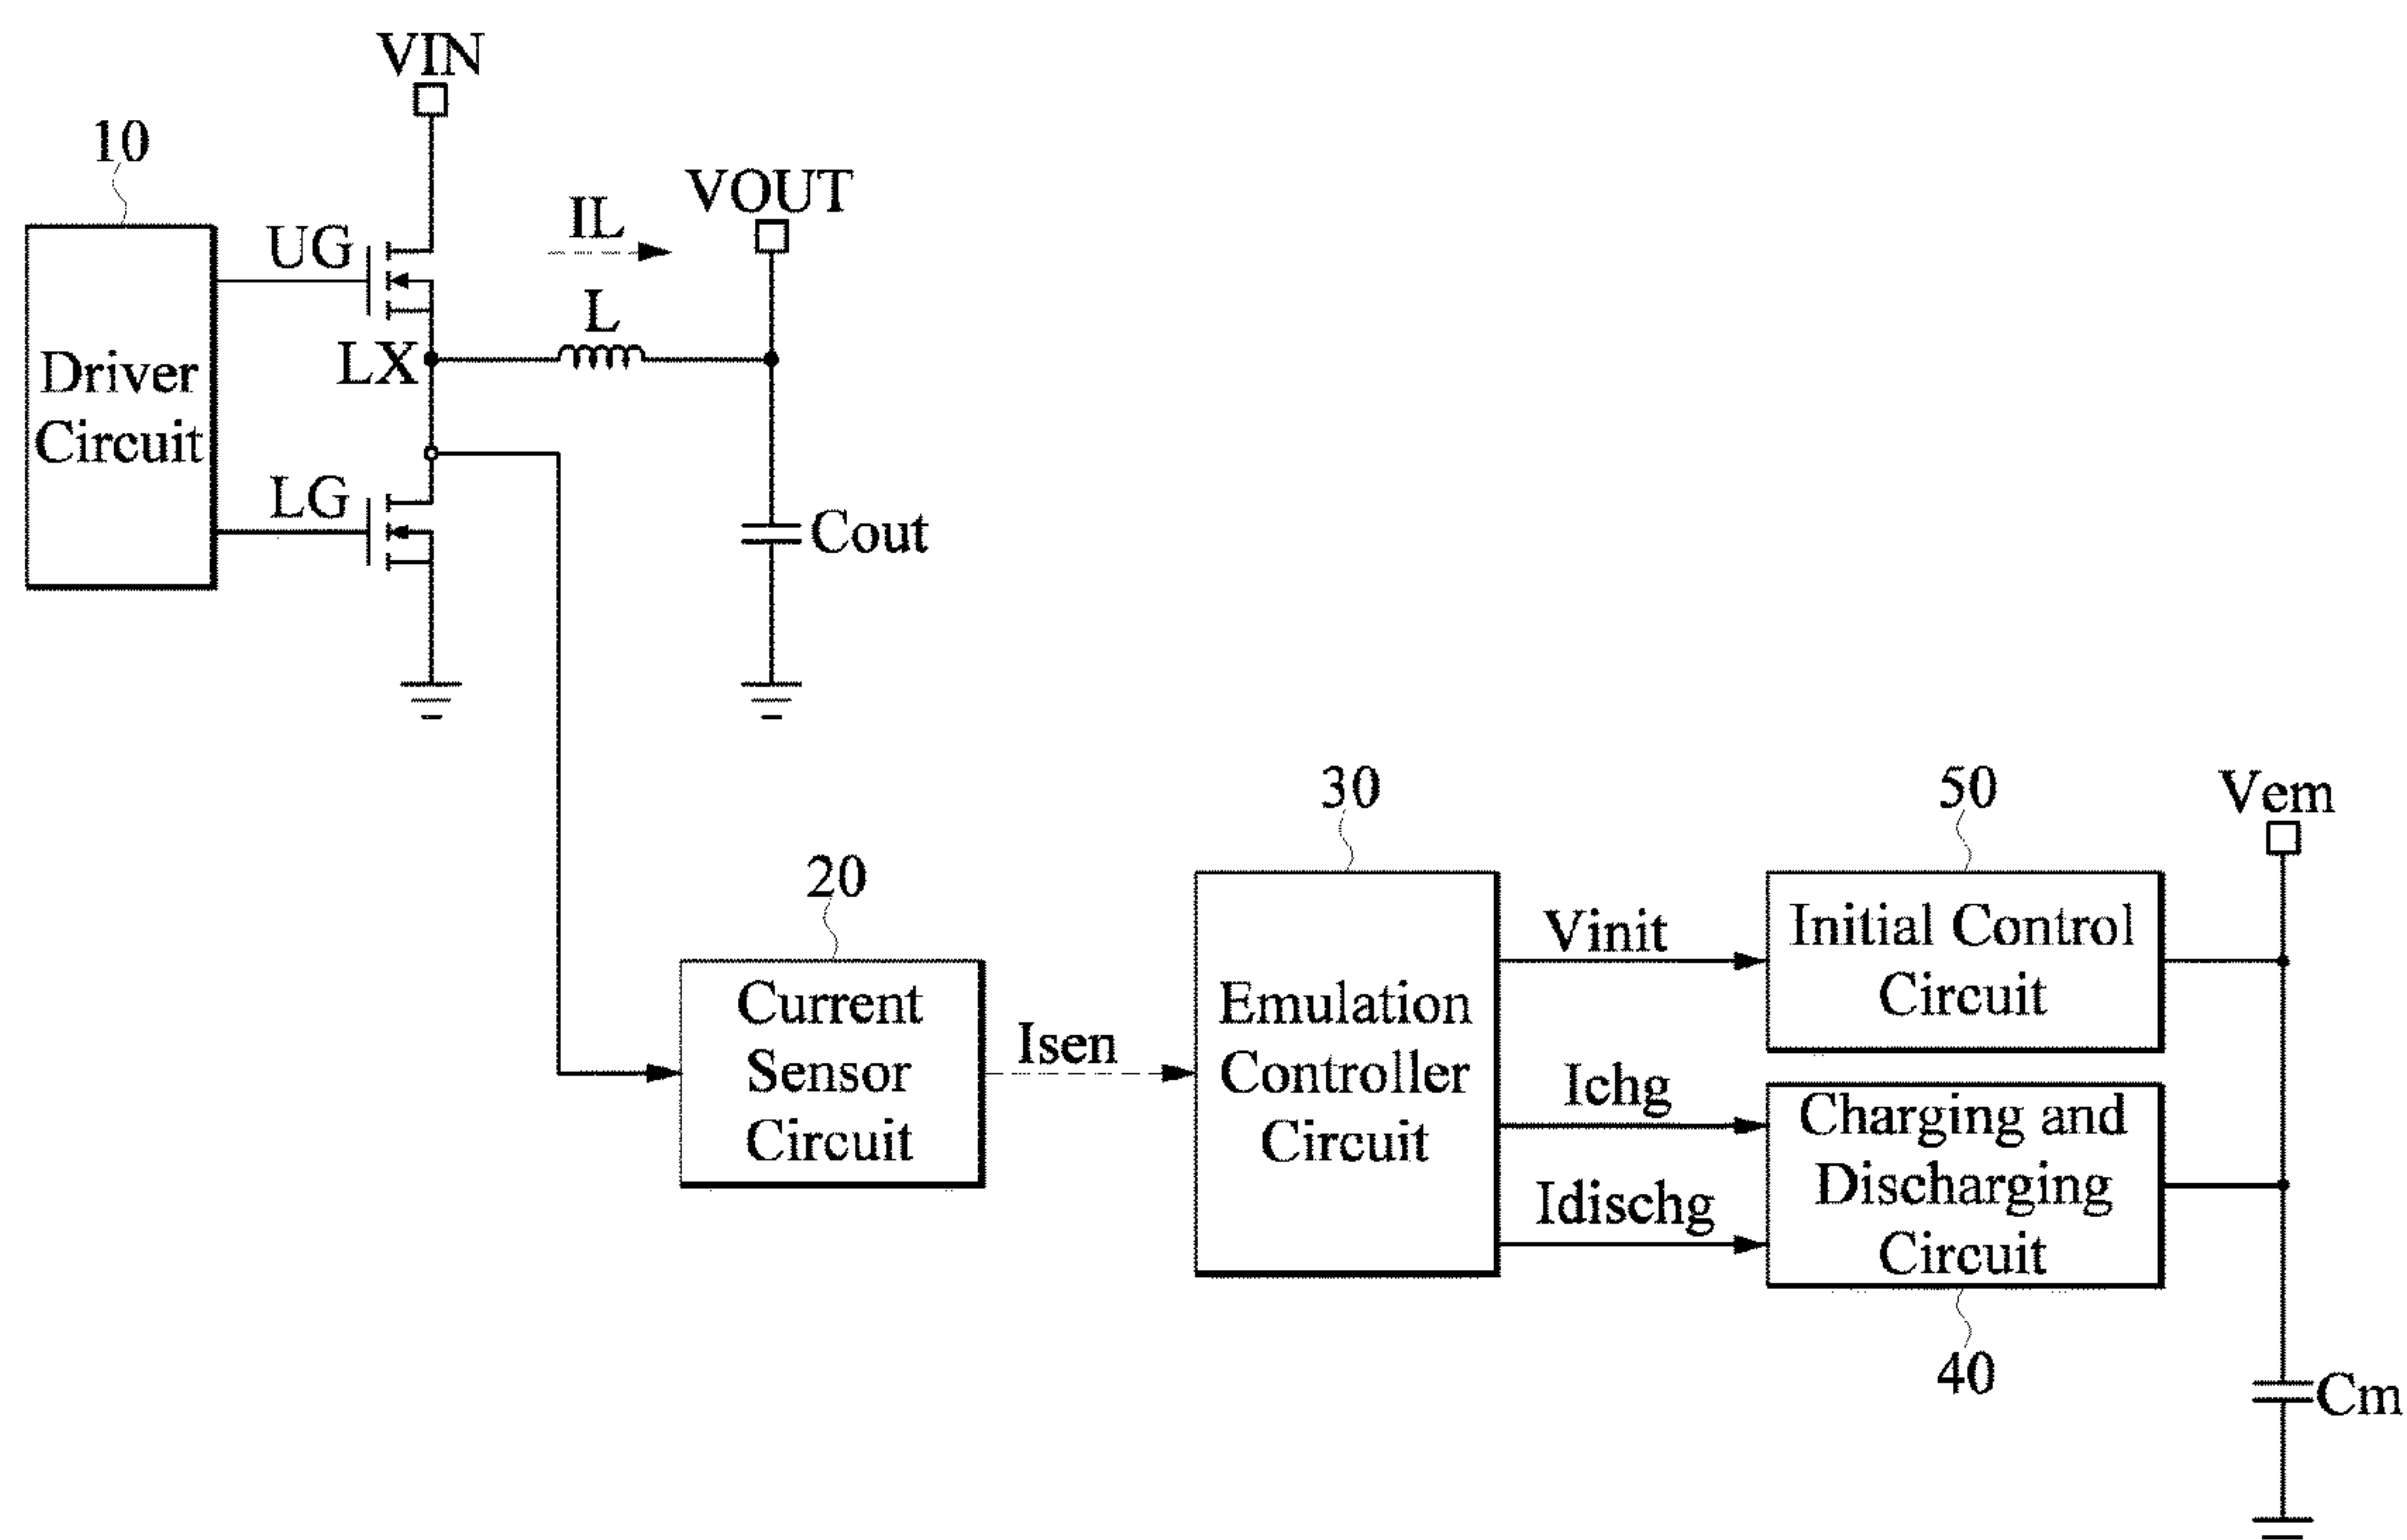 VIN
10
VOUT
IL
UG
L
LX
Driver
Circuit
LG
Cout
30
50
Vem
20
Vinit
Initial Control
Circuit
Current
Sensor
Circuit
Isen
Emulation
Controller
Circuit
Ichg
Idischg
Charging and
Discharging
Circuit
40
Cm